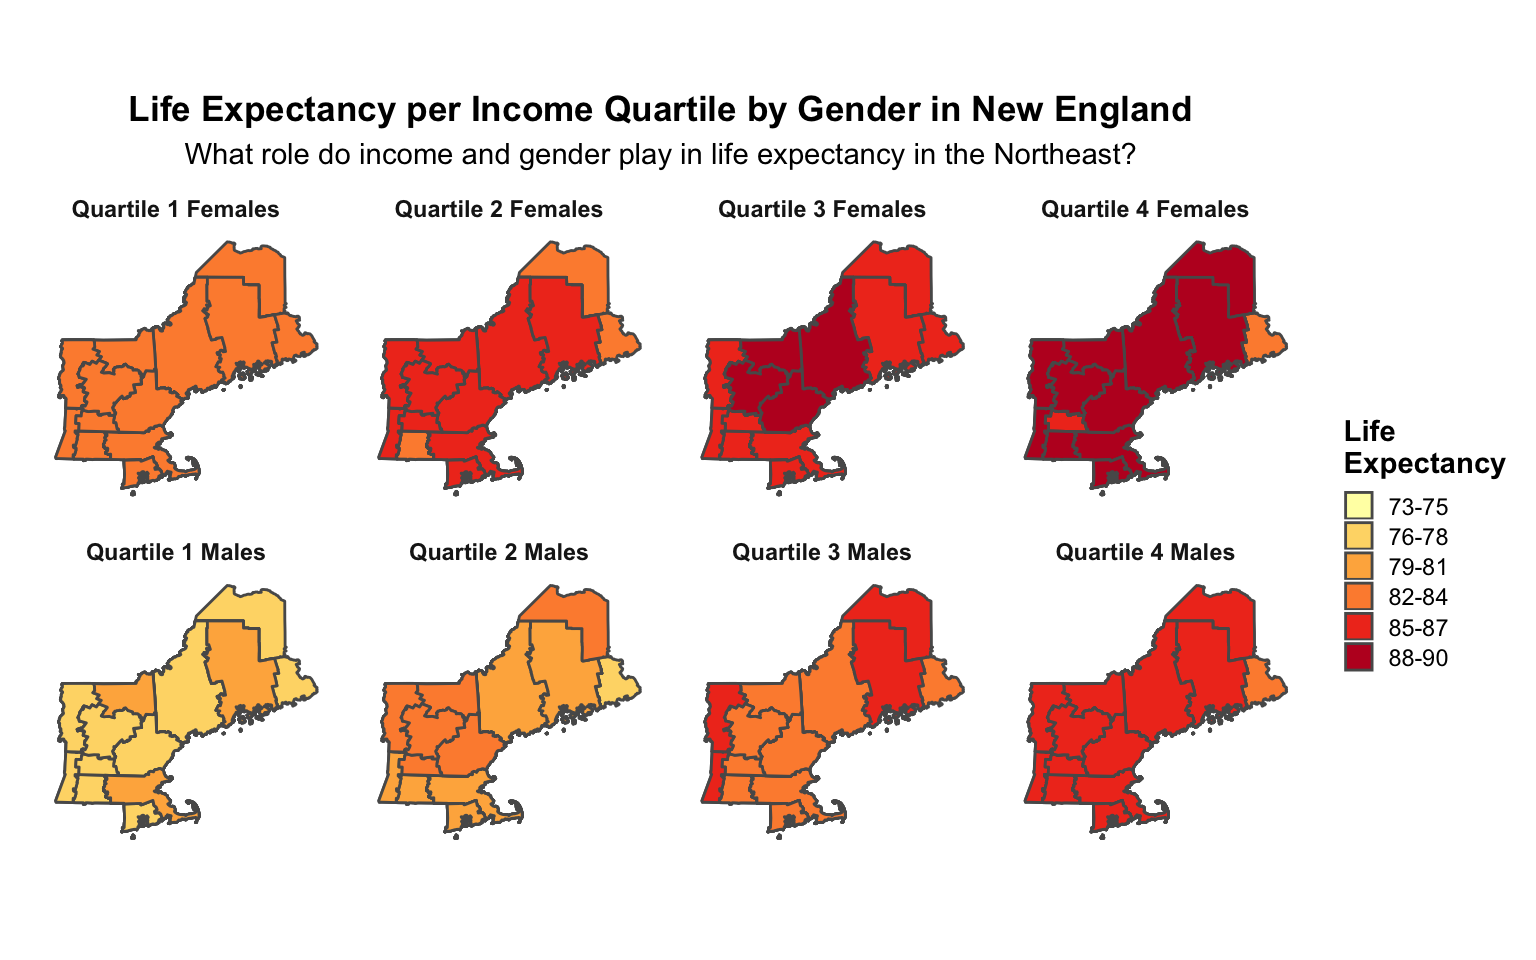 Life Expectancy per Income Quartile by Gender in New England
What role do income and gender play in life expectancy in the Northeast?
Quartile 1 Females
Quartile 2 Females
Quartile 3 Females
Quartile 4 Females
Quartile 1 Males
Quartile 2 Males
Quartile 3 Males
Quartile 4 Males
Life
Expectancy
73-75
76-78
79-81
82-84
85-87
88-90